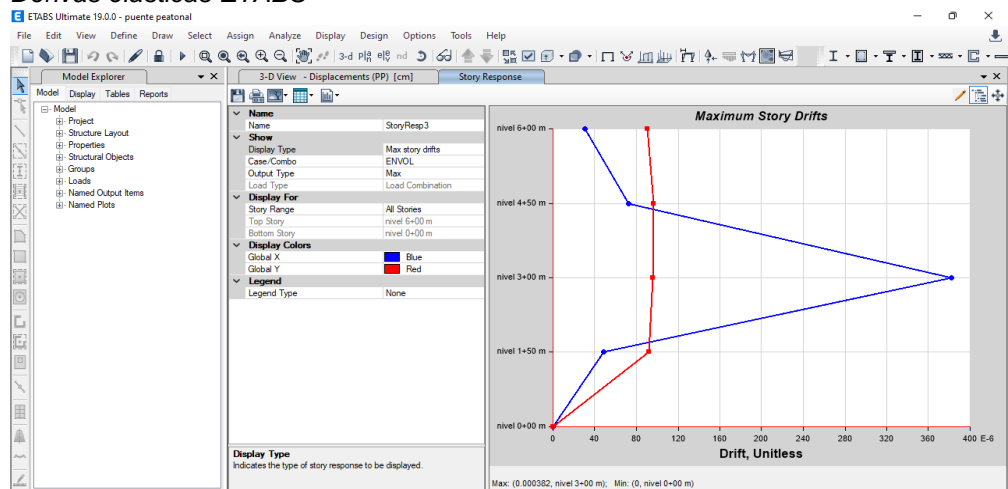 Derivas elásticas ETABS
ETABS Ultimate 19.0.0 - puente peatonal
File Edit View Define Draw Select Assign Analyze Display Design Options Tools Help
3-d nd
Model Explorer
3-D View - Displacements (PP) [cm]
Story Response
Model Display Tables Reports
Model
Project
Structure Layout
Properties
Structural Objects
Groups
Loads
Named Output Items
Named Plots
Name
Name StoryResp3
Show
Display Type Max story drifts
Case/Combo ENVOL
Output Type Max
Load Type Load Combination
Display For
Story Range All Stories
Top Story nivel 6+00 m
Bottom Story nivel 0+00 m
Display Colors
Global X Blue
Global Y Red
Legend
Legend Type None
Display Type
Indicates the type of story response to be displayed.
Maximum Story Drifts
nivel 6+00 m
nivel 4+50 m
nivel 3+00 m
nivel 1+50 m
nivel 0+00 m
0 40 80 120 160 200 240 280 320 360 400 E-6
Drift, Unitless
Max: (0.000382, nivel 3+00 m); Min: (0, nivel 0+00 m)